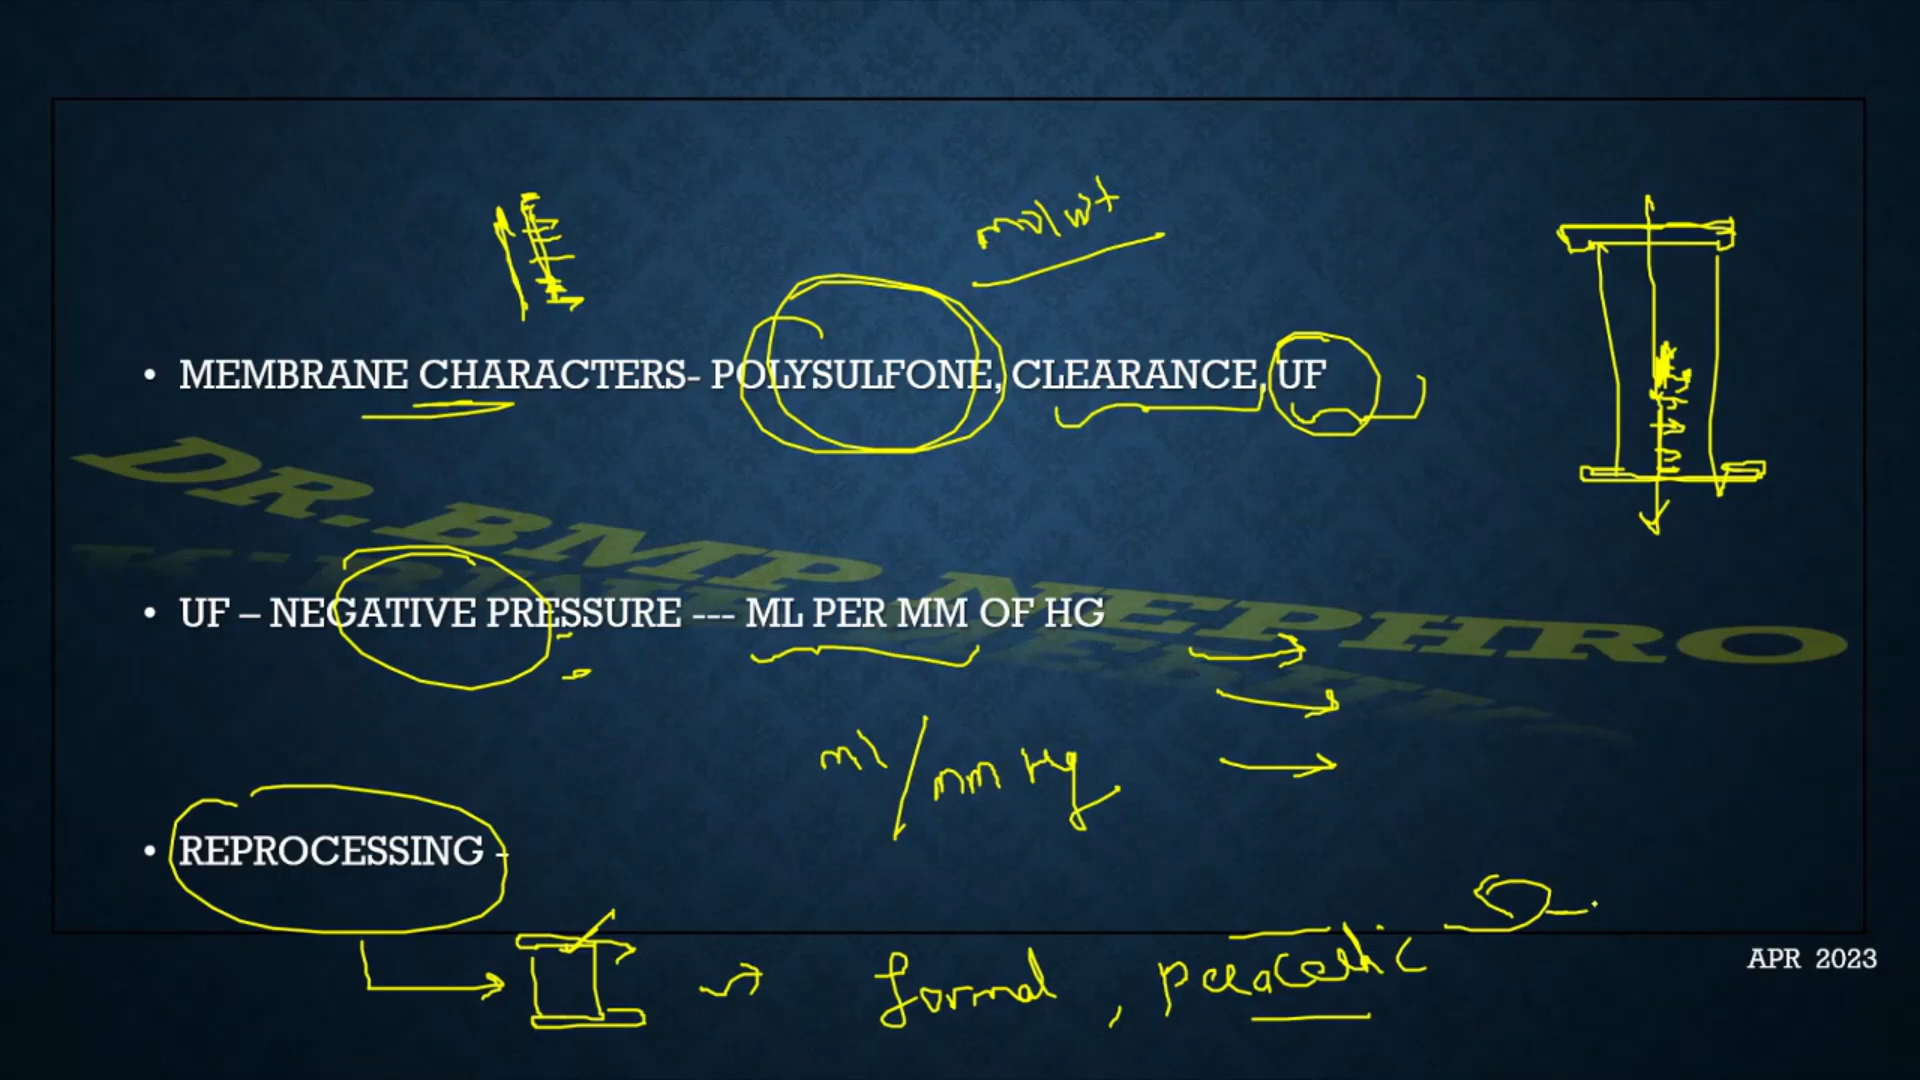 mol wt
• MEMBRANE CHARACTERS- POLYSULFONE, CLEARANCE, UF
DR.BMP NEPHRO
• UF – NEGATIVE PRESSURE --- ML PER MM OF HG
ml/mm Hg
• REPROCESSING -
formal, peracetic
APR 2023